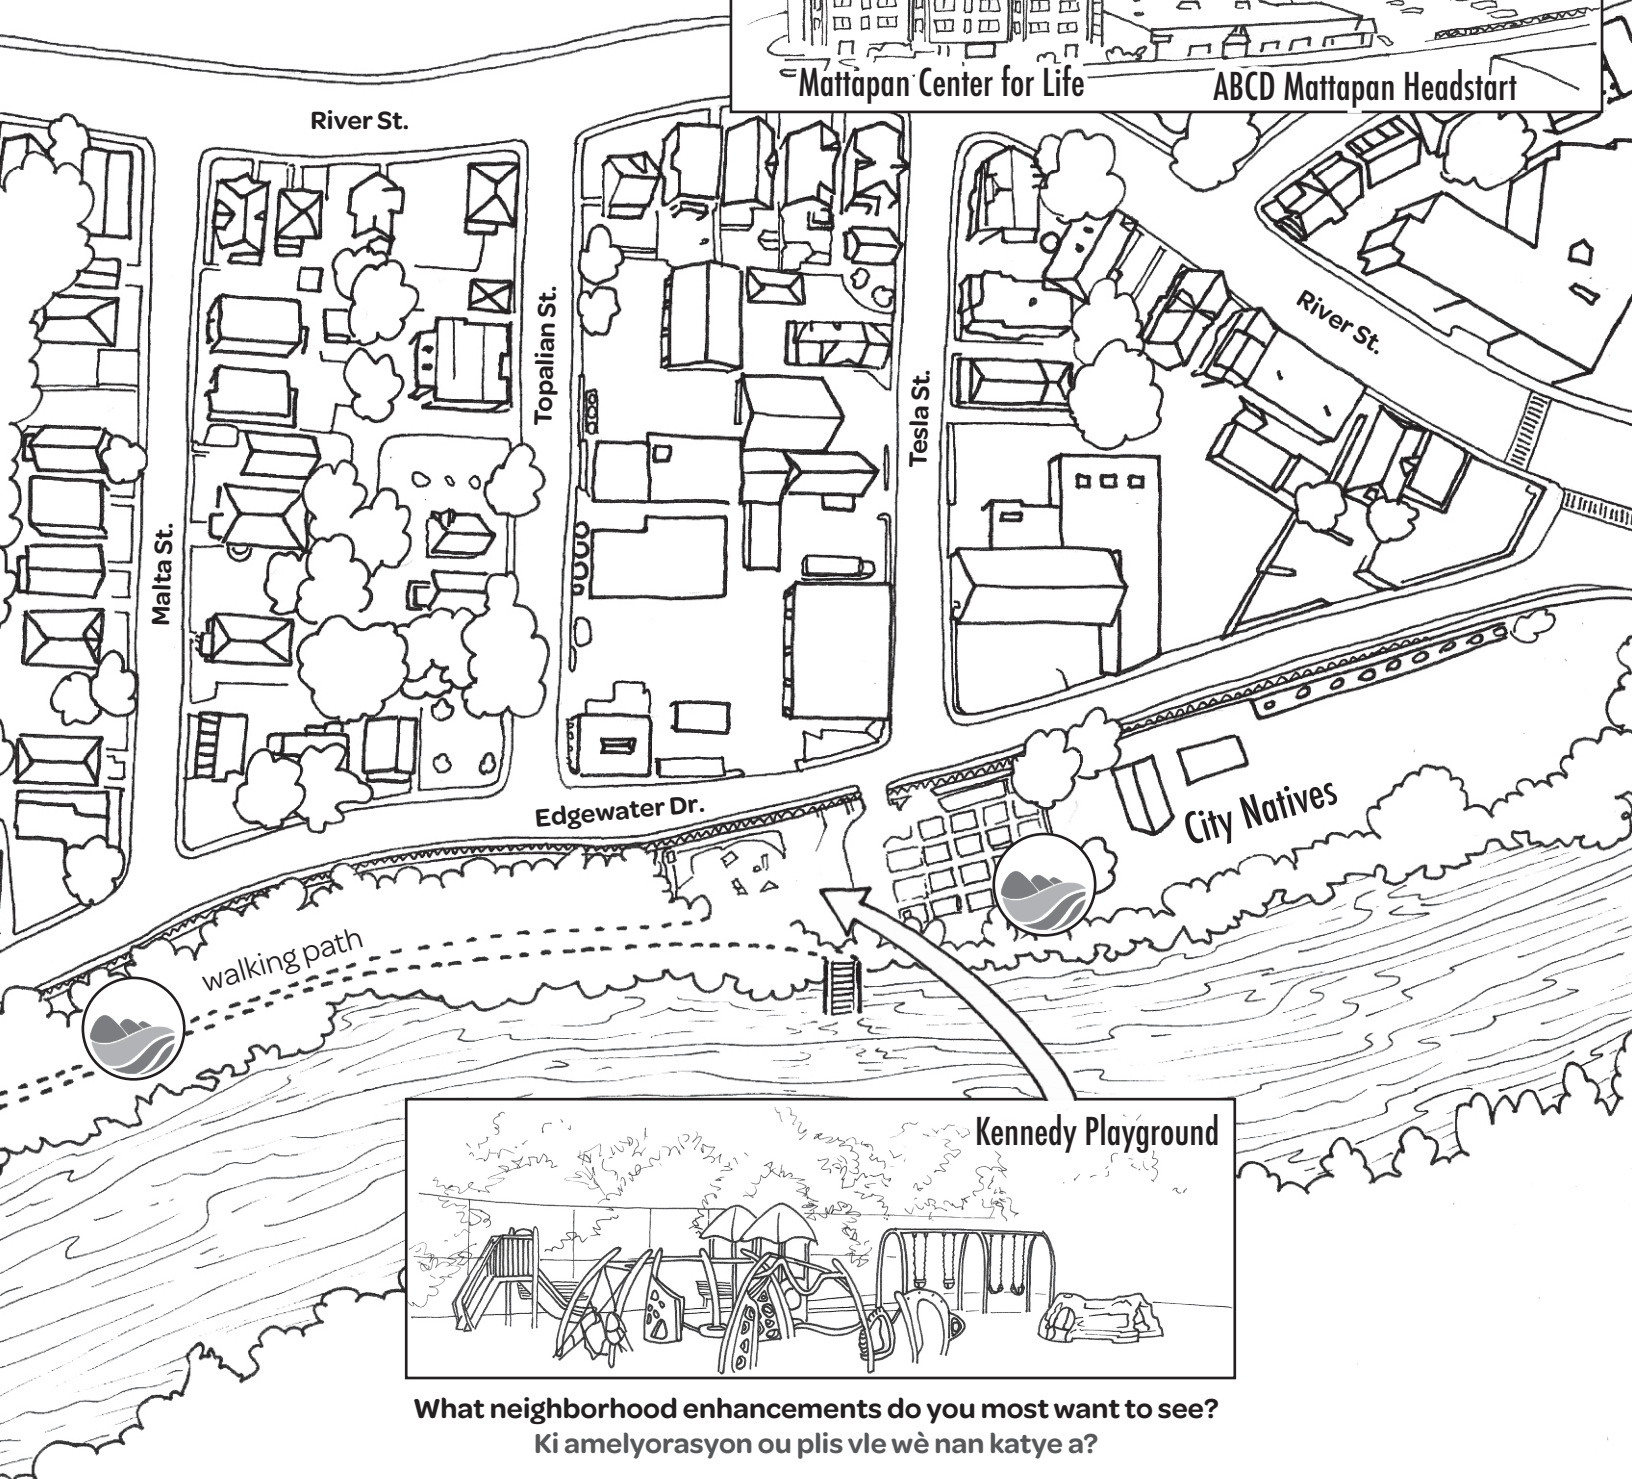 Mattapan Center for Life
ABCD Mattapan Headstart
River St.
River St.
Topalian St.
Tesla St.
Malta St.
Edgewater Dr.
City Natives
walking path
Kennedy Playground
What neighborhood enhancements do you most want to see?
Ki amelyorasyon ou plis vle wè nan katye a?